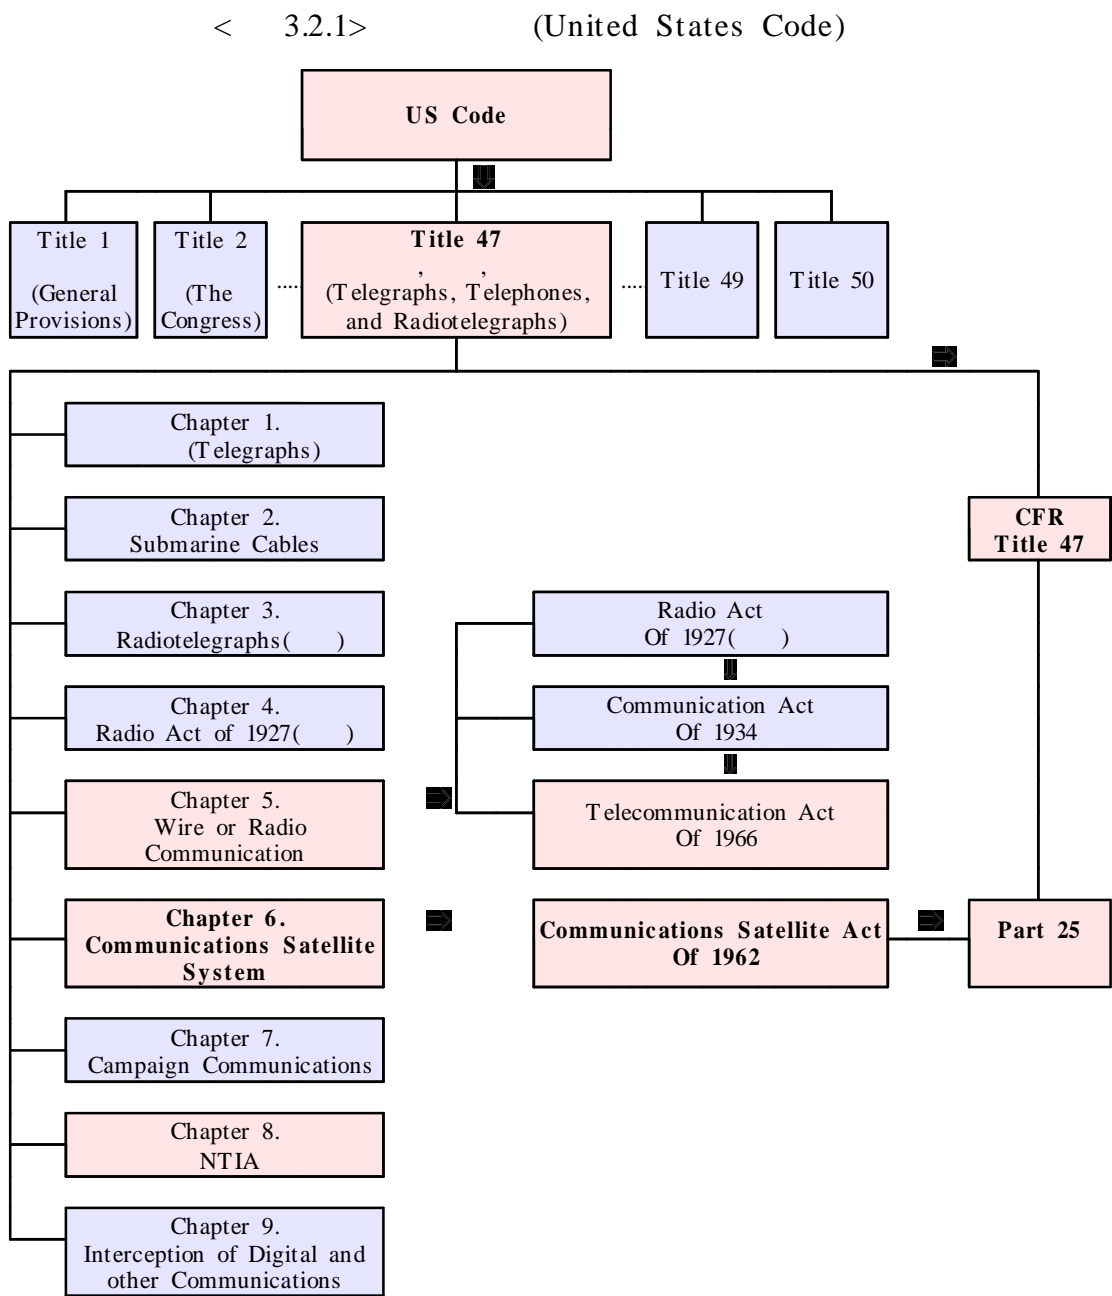 < 3.2.1> (United States Code)
US Code
Title 1
(General
Provisions)
Title 2
(The
Congress)
.....
Title 47
, ,
(Telegraphs, Telephones,
and Radiotelegraphs)
.....
Title 49
Title 50
Chapter 1.
(Telegraphs)
Chapter 2.
Submarine Cables
CFR
Title 47
Chapter 3.
Radiotelegraphs( )
Radio Act
Of 1927( )
Chapter 4.
Radio Act of 1927( )
Communication Act
Of 1934
Chapter 5.
Wire or Radio
Communication
Telecommunication Act
Of 1966
Chapter 6.
Communications Satellite
System
Communications Satellite Act
Of 1962
Part 25
Chapter 7.
Campaign Communications
Chapter 8.
NTIA
Chapter 9.
Interception of Digital and
other Communications